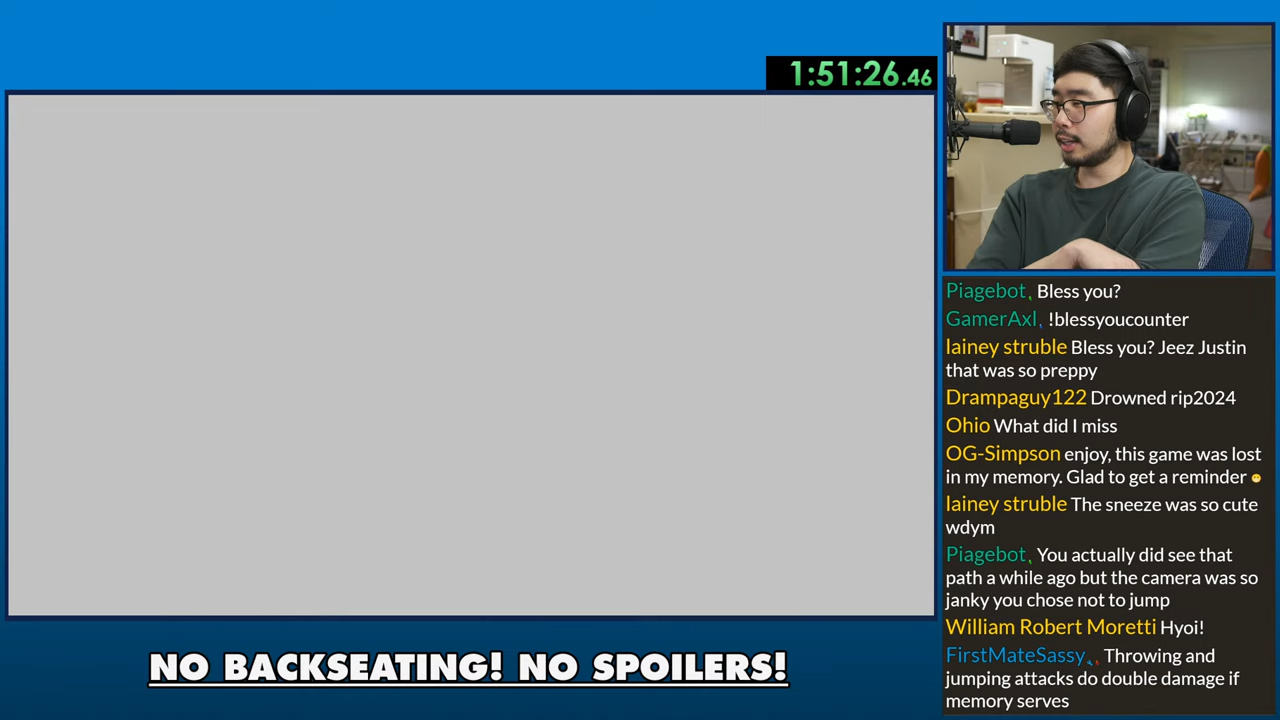 1:51:26.46
Piagebot Bless you?
GamerAxl !blessyoucounter
lainey struble Bless you? Jeez Justin
that was so preppy
Drampaguy122 Drowned rip2024
Ohio What did I miss
OG-Simpson enjoy, this game was lost
in my memory. Glad to get a reminder
lainey struble The sneeze was so cute
wdym
Piagebot You actually did see that
path a while ago but the camera was so
janky you chose not to jump
William Robert Moretti Hyoi!
FirstMateSassy Throwing and
jumping attacks do double damage if
memory serves
NO BACKSEATING! NO SPOILERS!